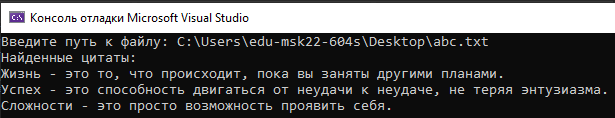 Консоль отладки Microsoft Visual Studio
Введите путь к файлу: C:\Users\edu-msk22-604s\Desktop\abc.txt
Найденные цитаты:
Жизнь - это то, что происходит, пока вы заняты другими планами.
Успех - это способность двигаться от неудачи к неудаче, не теряя энтузиазма.
Сложности - это просто возможность проявить себя.